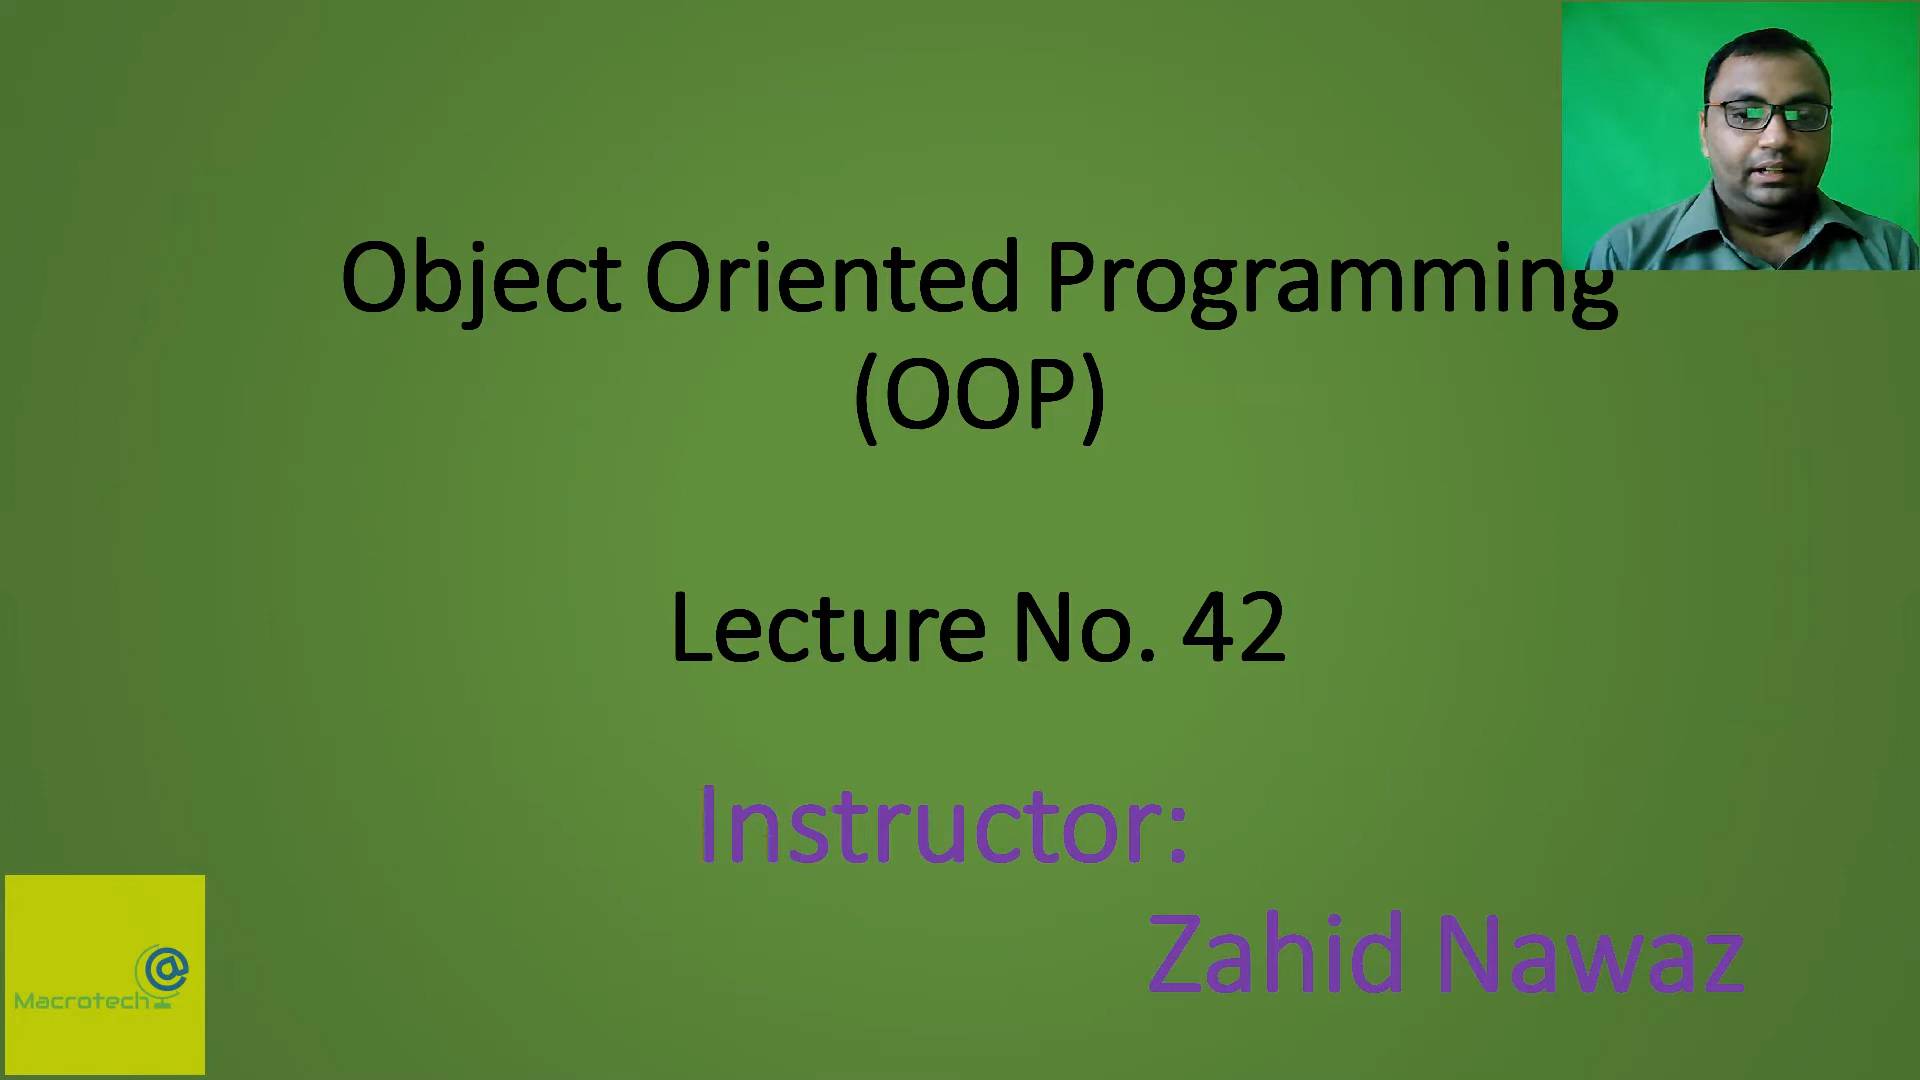 Object Oriented Programming
(OOP)
Lecture No. 42
Instructor:
Zahid Nawaz
Macrotech